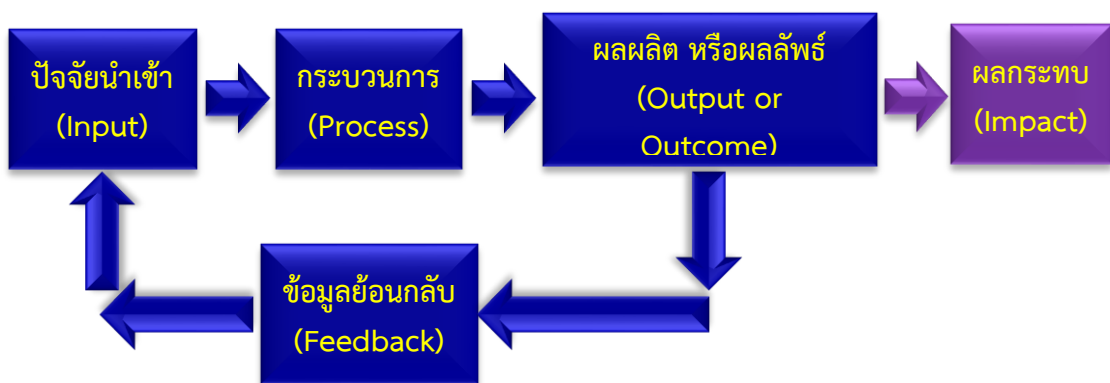 ปัจจัยนำเข้า
(Input)
กระบวนการ
(Process)
ผลผลิต หรือผลลัพธ์
(Output or
Outcome)
ผลกระทบ
(Impact)
ข้อมูลย้อนกลับ
(Feedback)